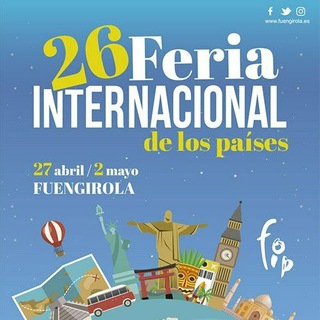 www.fuengirola.es
26 Feria
INTERNACIONAL
de los países
27 abril / 2 mayo
FUENGIROLA
fip